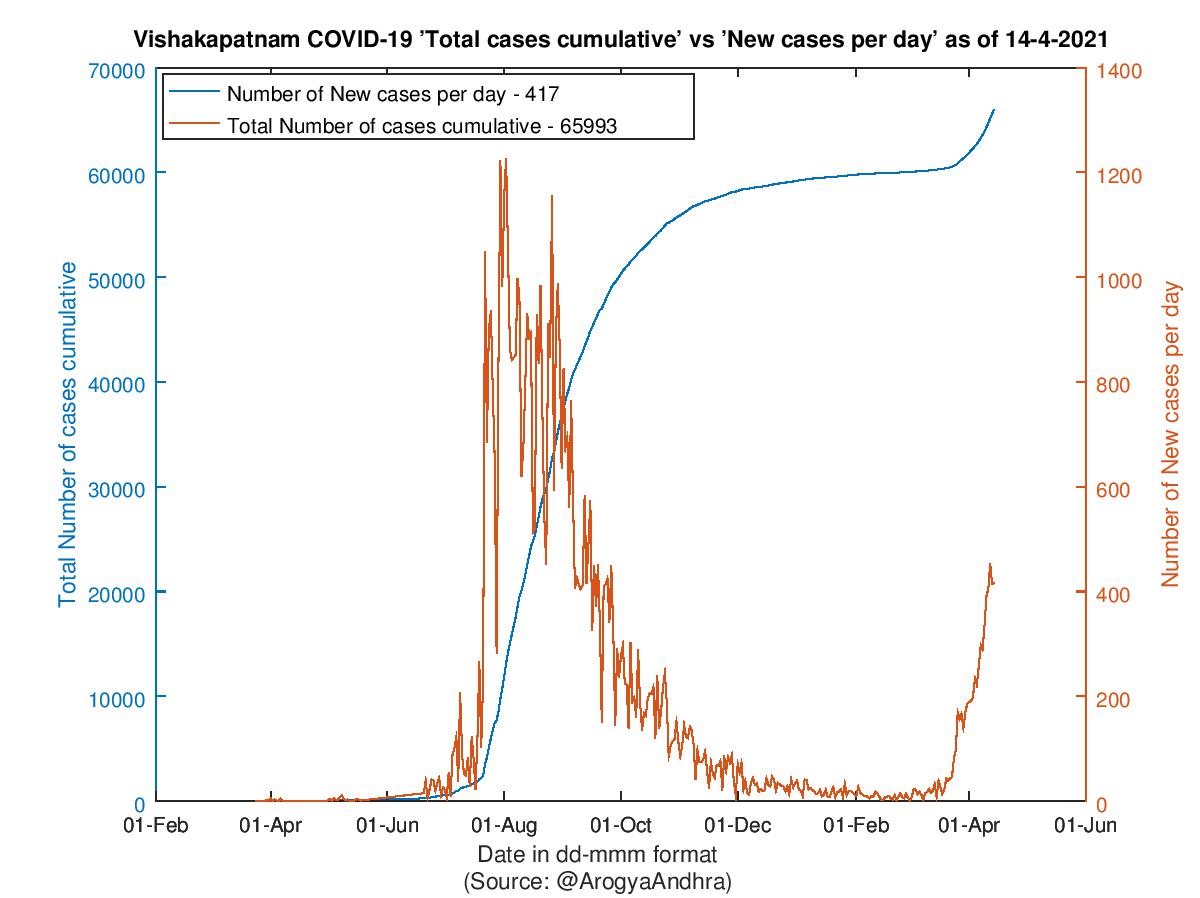 Vishakapatnam COVID-19 'Total cases cumulative' vs 'New cases per day' as of 14-4-2021
Number of New cases per day - 417
Total Number of cases cumulative - 65993
70000
60000
50000
40000
30000
20000
10000
0
Total Number of cases cumulative
1400
1200
1000
800
600
400
200
0
Number of New cases per day
01-Feb 01-Apr 01-Jun 01-Aug 01-Oct 01-Dec 01-Feb 01-Apr 01-Jun
Date in dd-mmm format
(Source: @ArogyaAndhra)